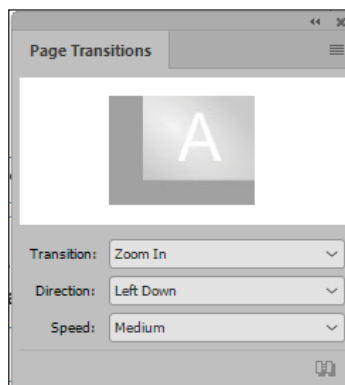 Page Transitions
A
Transition: Zoom In
Direction: Left Down
Speed: Medium